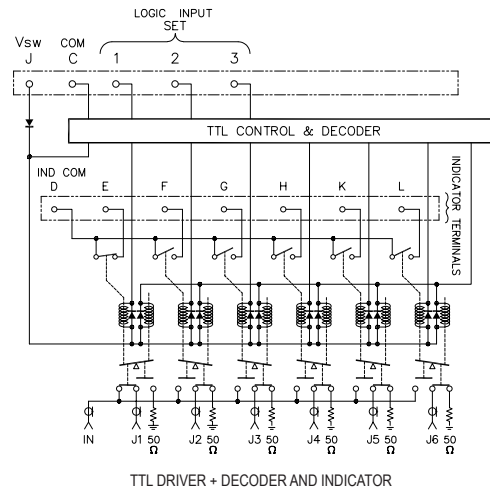 LOGIC INPUT
SET
Vsw COM
J C 1 2 3
TTL CONTROL & DECODER
IND COM
D E F G H K L
INDICATOR TERMINALS
IN J1 50 Ω J2 50 Ω J3 50 Ω J4 50 Ω J5 50 Ω J6 50 Ω
TTL DRIVER + DECODER AND INDICATOR